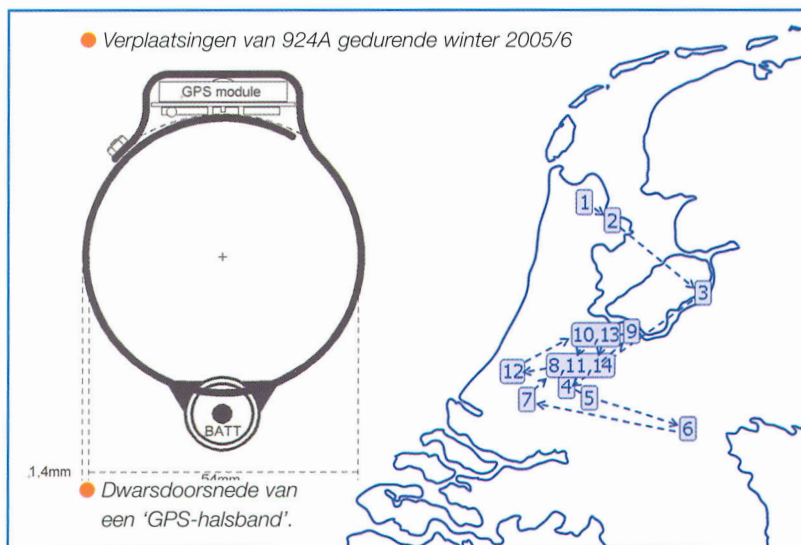 Verplaatsingen van 924A gedurende winter 2005/6
GPS module
BATT
1,4mm
54mm
Dwarsdoorsnede van
een ‘GPS-halsband’.
1
2
3
10,13
9
8,11,14
12
4
5
7
6